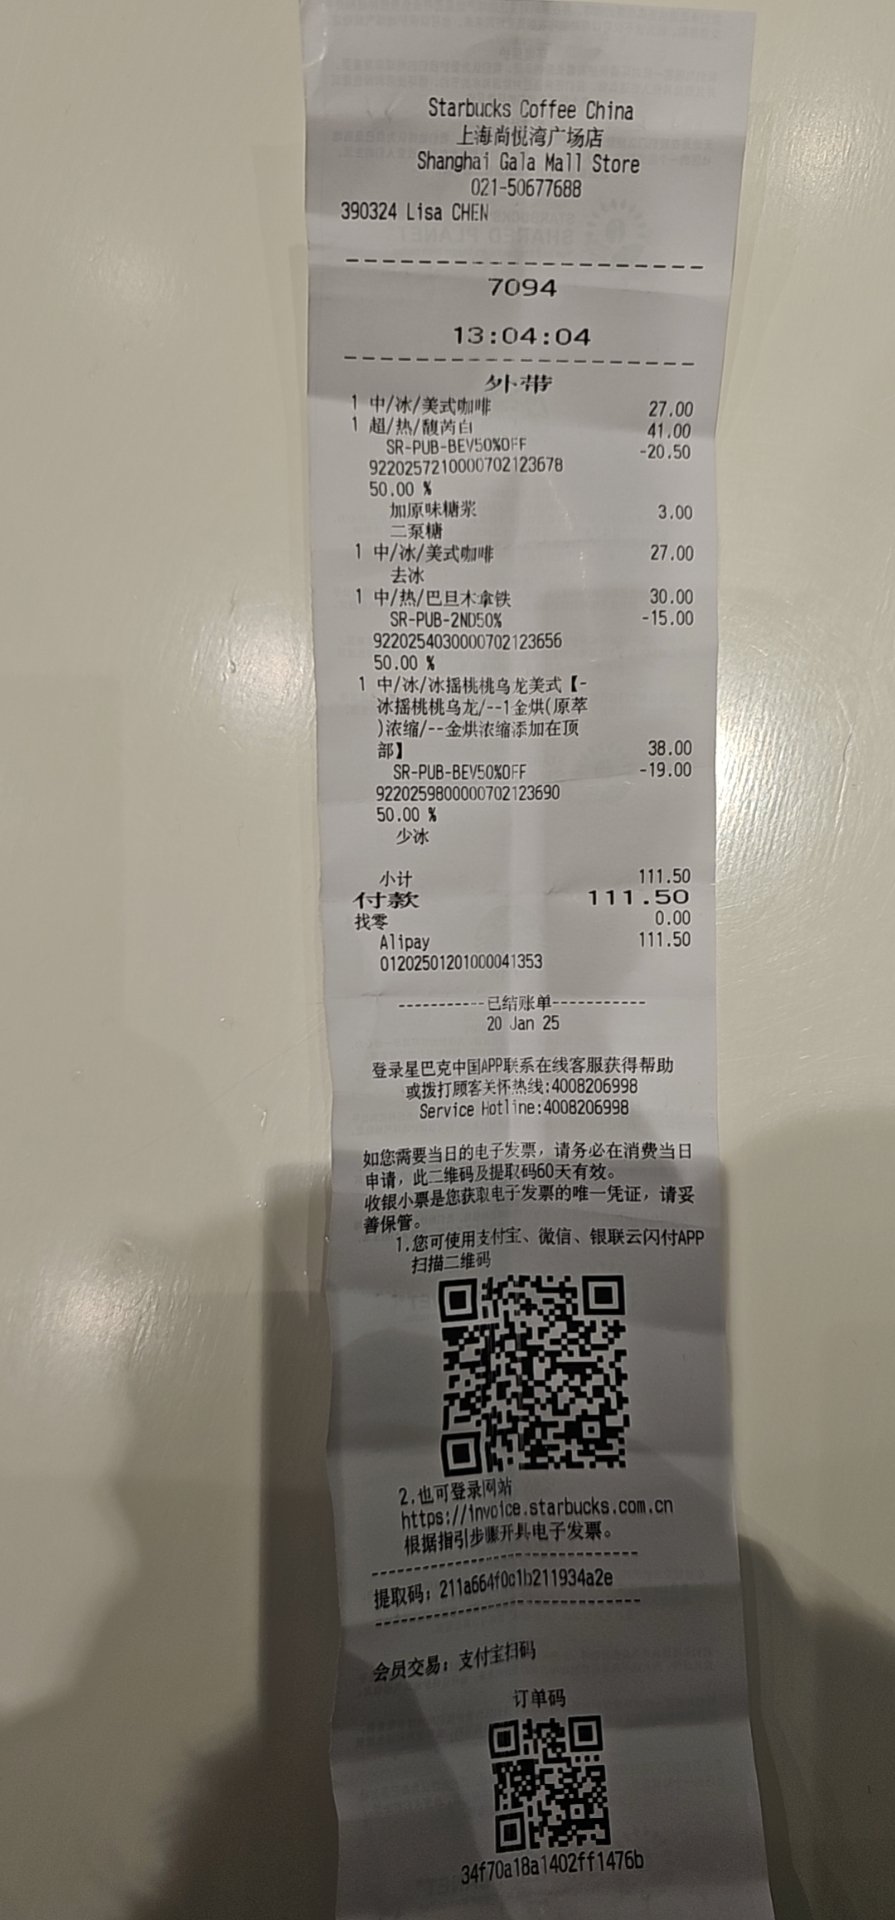 Starbucks Coffee China
上海尚悦湾广场店
Shanghai Gala Mall Store
021-50677688
390324 Lisa CHEN
7094
13:04:04
外带
1 中/冰/美式咖啡 27.00
1 超/热/馥芮白 41.00
SR-PUB-BEV50%OFF -20.50
9220257210000702123678
50.00 %
加原味糖浆 3.00
二泵糖
1 中/冰/美式咖啡 27.00
去冰
1 中/热/巴旦木拿铁 30.00
SR-PUB-2ND50% -15.00
9220254030000702123656
50.00 %
1 中/冰/冰摇桃桃乌龙美式【-
冰摇桃桃乌龙/--1金烘(原萃
)浓缩/--金烘浓缩添加在顶
部】 38.00
SR-PUB-BEV50%OFF -19.00
9220259800000702123690
50.00 %
少冰
小计 111.50
付款 111.50
找零 0.00
Alipay 111.50
01202501201000041353
-----------已结账单-----------
20 Jan 25
登录星巴克中国APP联系在线客服获得帮助
或拨打顾客关怀热线:4008206998
Service Hotline:4008206998
如您需要当日的电子发票，请务必在消费当日
申请，此二维码及提取码60天有效。
收银小票是您获取电子发票的唯一凭证，请妥
善保管。
1.您可使用支付宝、微信、银联云闪付APP
扫描二维码
2.也可登录网站
https://invoice.starbucks.com.cn
根据指引步骤开具电子发票。
提取码：211a664f0c1b211934a2e
会员交易：支付宝扫码
订单码
34f70a18a1402ff1476b